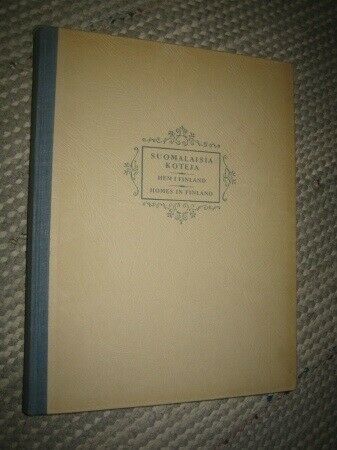 SUOMALAISIA
KOTEJA
HEM I FINLAND
HOMES IN FINLAND